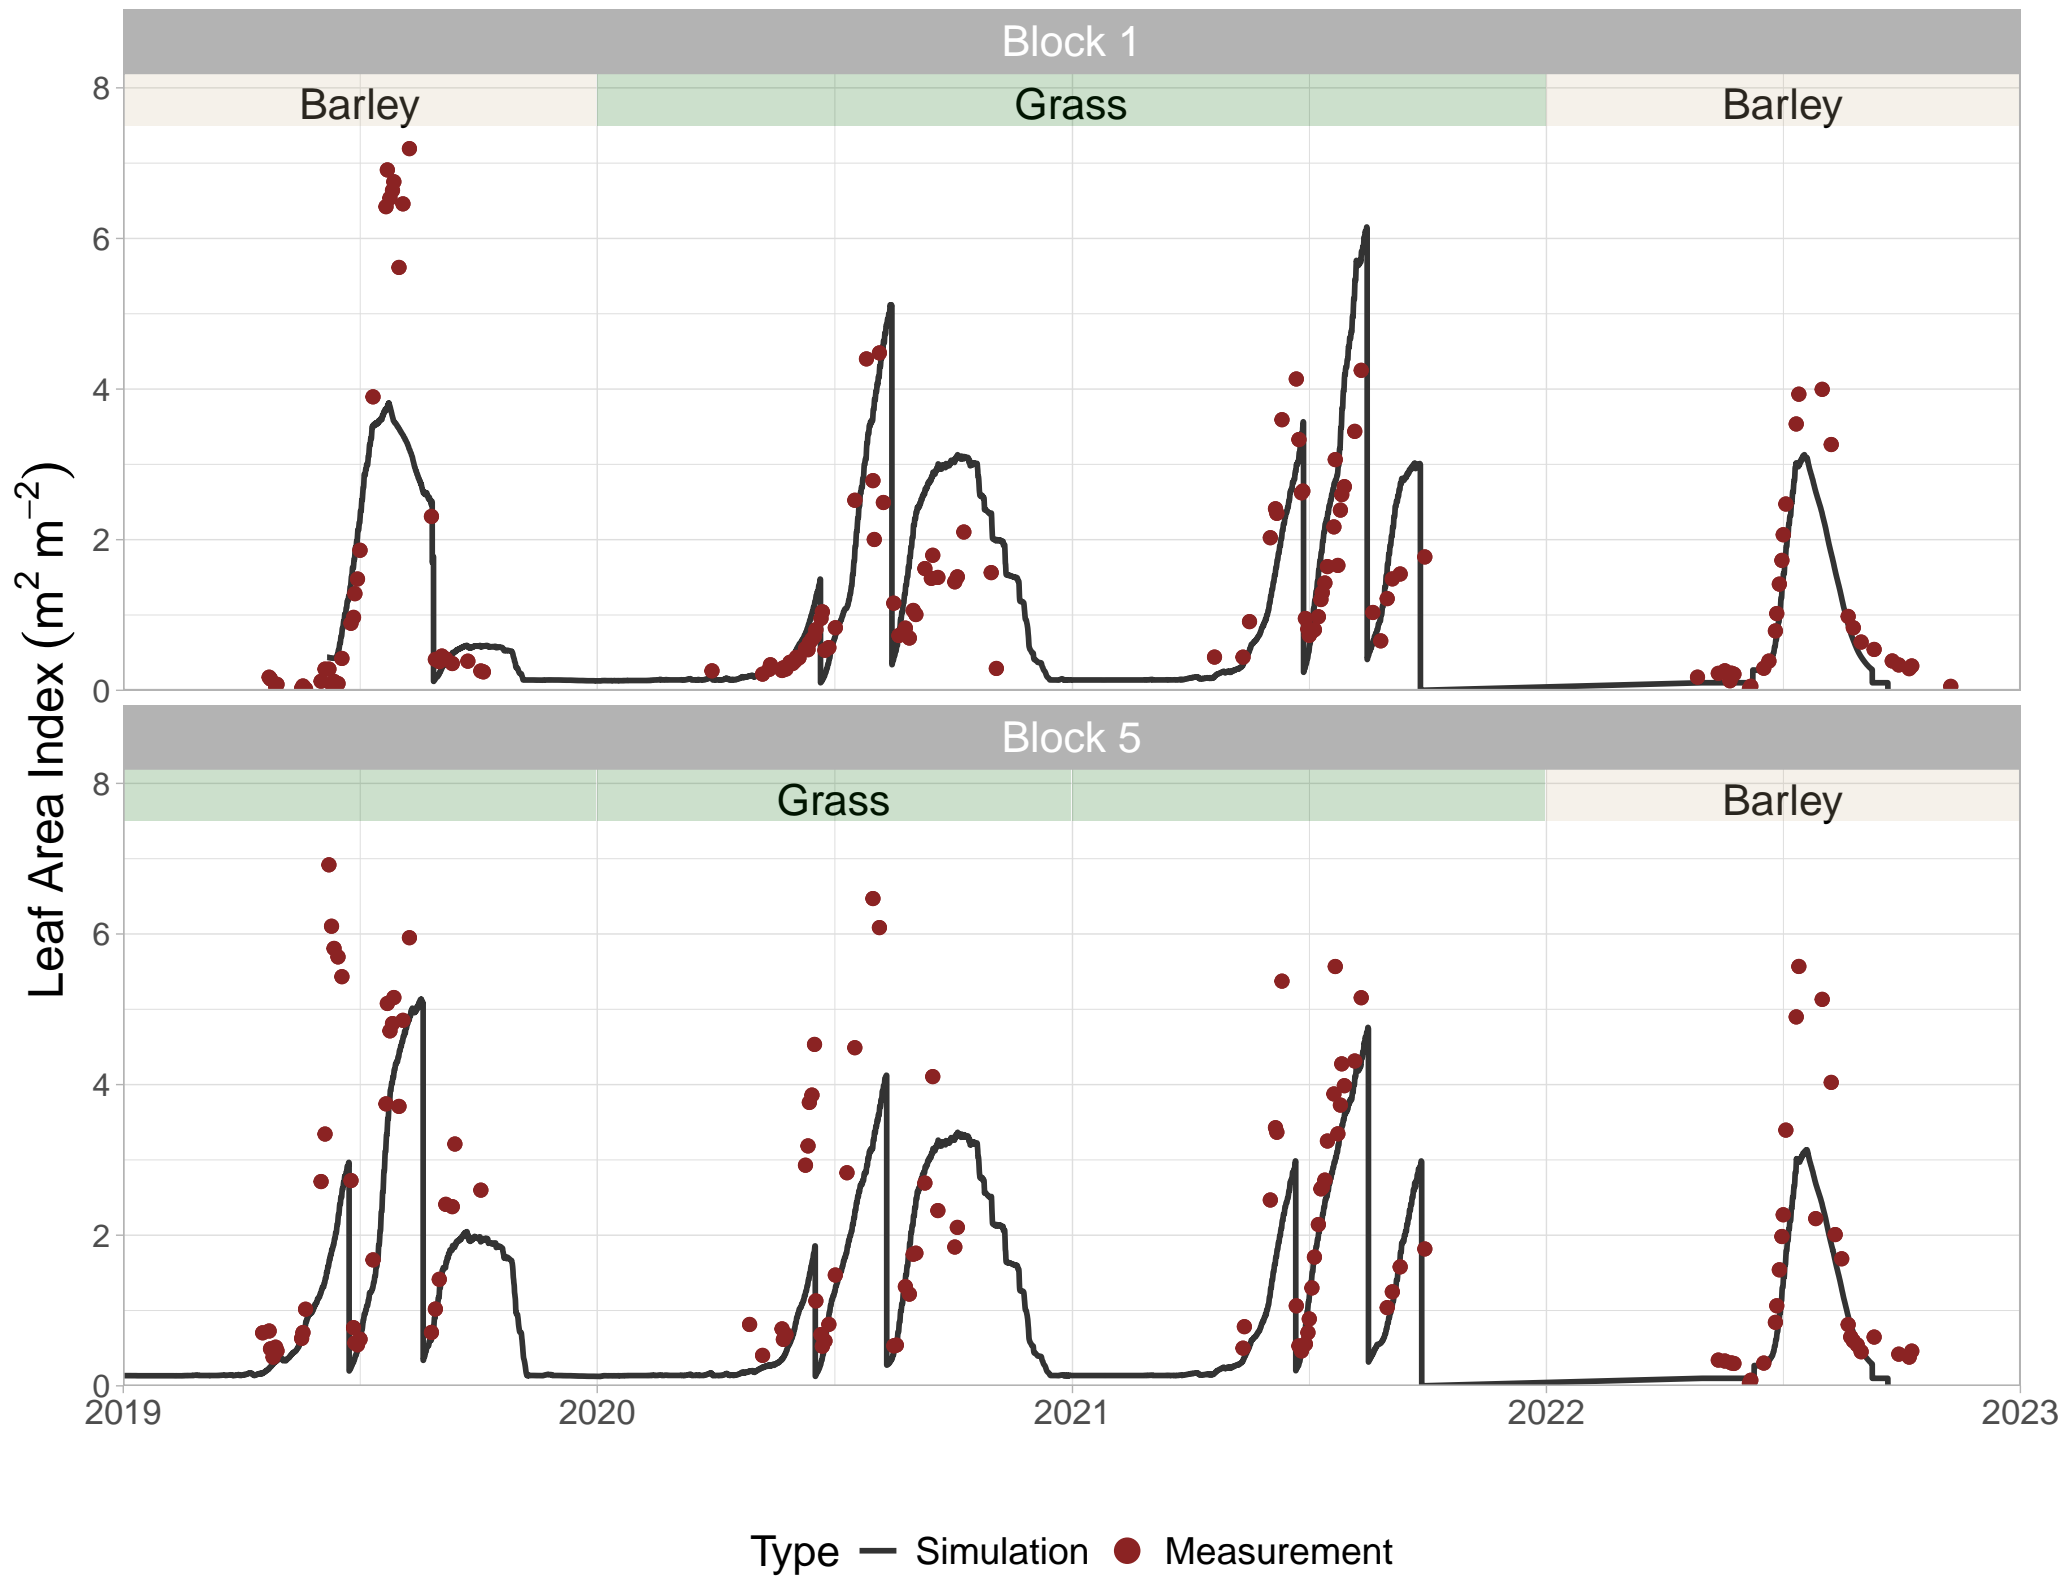 Block 1
8
Barley
Grass
Barley
6
4
2
0
Leaf Area Index (m² m⁻²)
Block 5
8
Grass
Barley
6
4
2
0
2019
2020
2021
2022
2023
Type
Simulation
Measurement